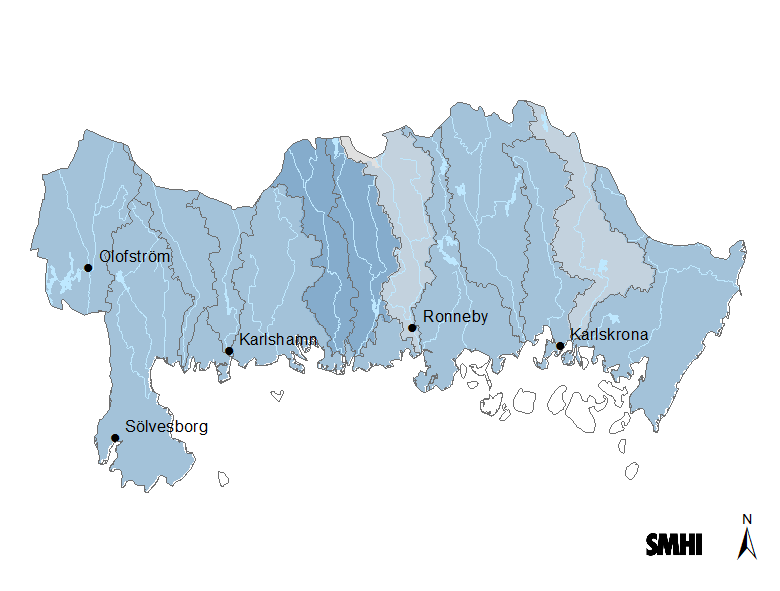 Olofström
Ronneby
Karlskrona
Karlshamn
Sölvesborg
N
SMHI